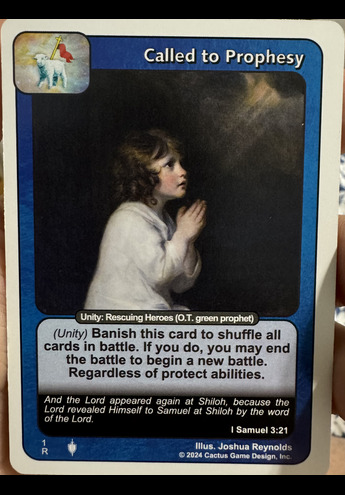 Called to Prophesy
Unity: Rescuing Heroes (O.T. green prophet)
(Unity) Banish this card to shuffle all
cards in battle. If you do, you may end
the battle to begin a new battle.
Regardless of protect abilities.
And the Lord appeared again at Shiloh, because the
Lord revealed Himself to Samuel at Shiloh by the word
of the Lord.
I Samuel 3:21
1
R
Illus. Joshua Reynolds
© 2024 Cactus Game Design, Inc.